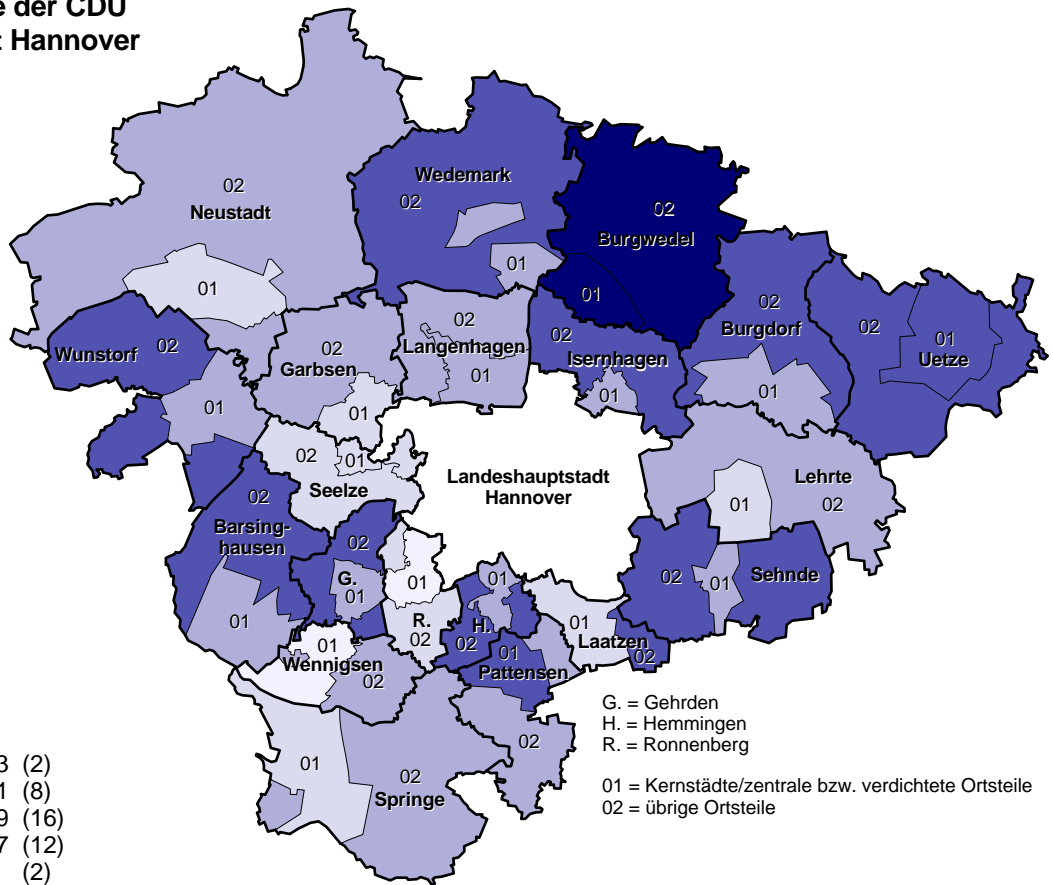 e der CDU
: Hannover
02
Neustadt
01
Wedemark
02
01
02
Burgwedel
01
Wunstorf 02
01
02
Garbsen
01
02
Langenhagen
01
02
Isernhagen
01
02
Burgdorf
01
02
01
Uetze
02
01
Seelze
Landeshauptstadt
Hannover
Lehrte
01
02
02
Barsing-
hausen
01
02
G.
01
01
R.
02
01
H.
02
01
Laatzen
02
02
01
Sehnde
01
Wennigsen
02
01
Pattensen
02
01
02
Springe
G. = Gehrden
H. = Hemmingen
R. = Ronnenberg
01 = Kernstädte/zentrale bzw. verdichtete Ortsteile
02 = übrige Ortsteile
3 (2)
1 (8)
9 (16)
7 (12)
(2)